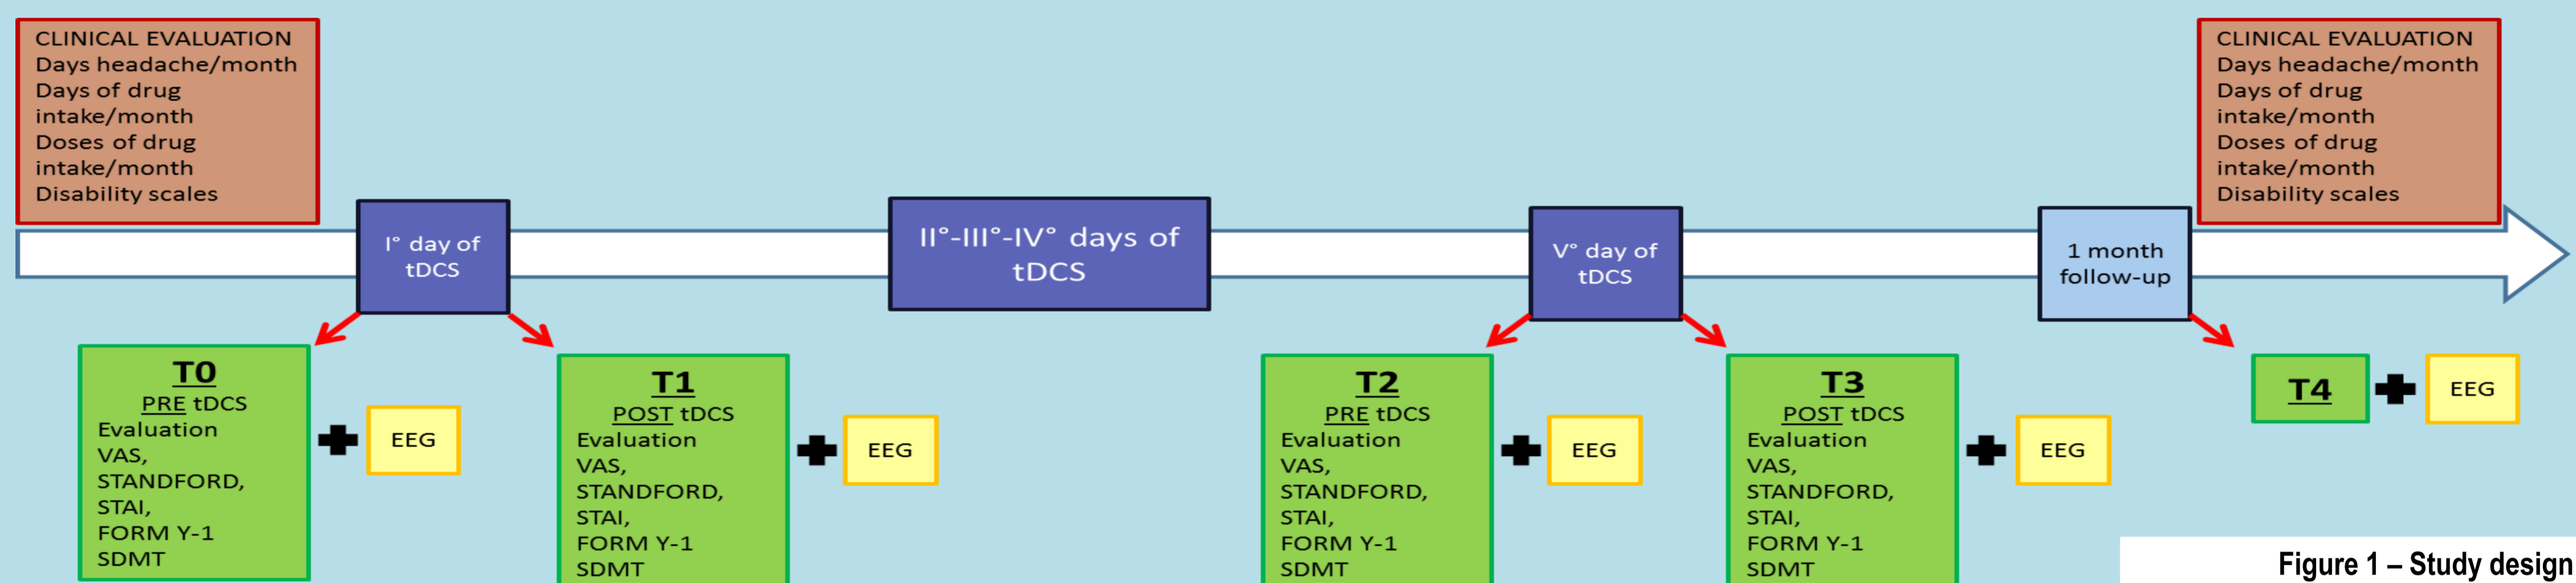 CLINICAL EVALUATION
Days headache/month
Days of drug
intake/month
Doses of drug
intake/month
Disability scales
CLINICAL EVALUATION
Days headache/month
Days of drug
intake/month
Doses of drug
intake/month
Disability scales
I° day of
tDCS
II°-III°-IV° days of
tDCS
V° day of
tDCS
1 month
follow-up
T0
PRE tDCS
Evaluation
VAS,
STANDFORD,
STAI,
FORM Y-1
SDMT
EEG
T1
POST tDCS
Evaluation
VAS,
STANDFORD,
STAI,
FORM Y-1
SDMT
EEG
T2
PRE tDCS
Evaluation
VAS,
STANDFORD,
STAI,
FORM Y-1
SDMT
EEG
T3
POST tDCS
Evaluation
VAS,
STANDFORD,
STAI,
FORM Y-1
SDMT
EEG
T4
EEG
Figure 1 – Study design